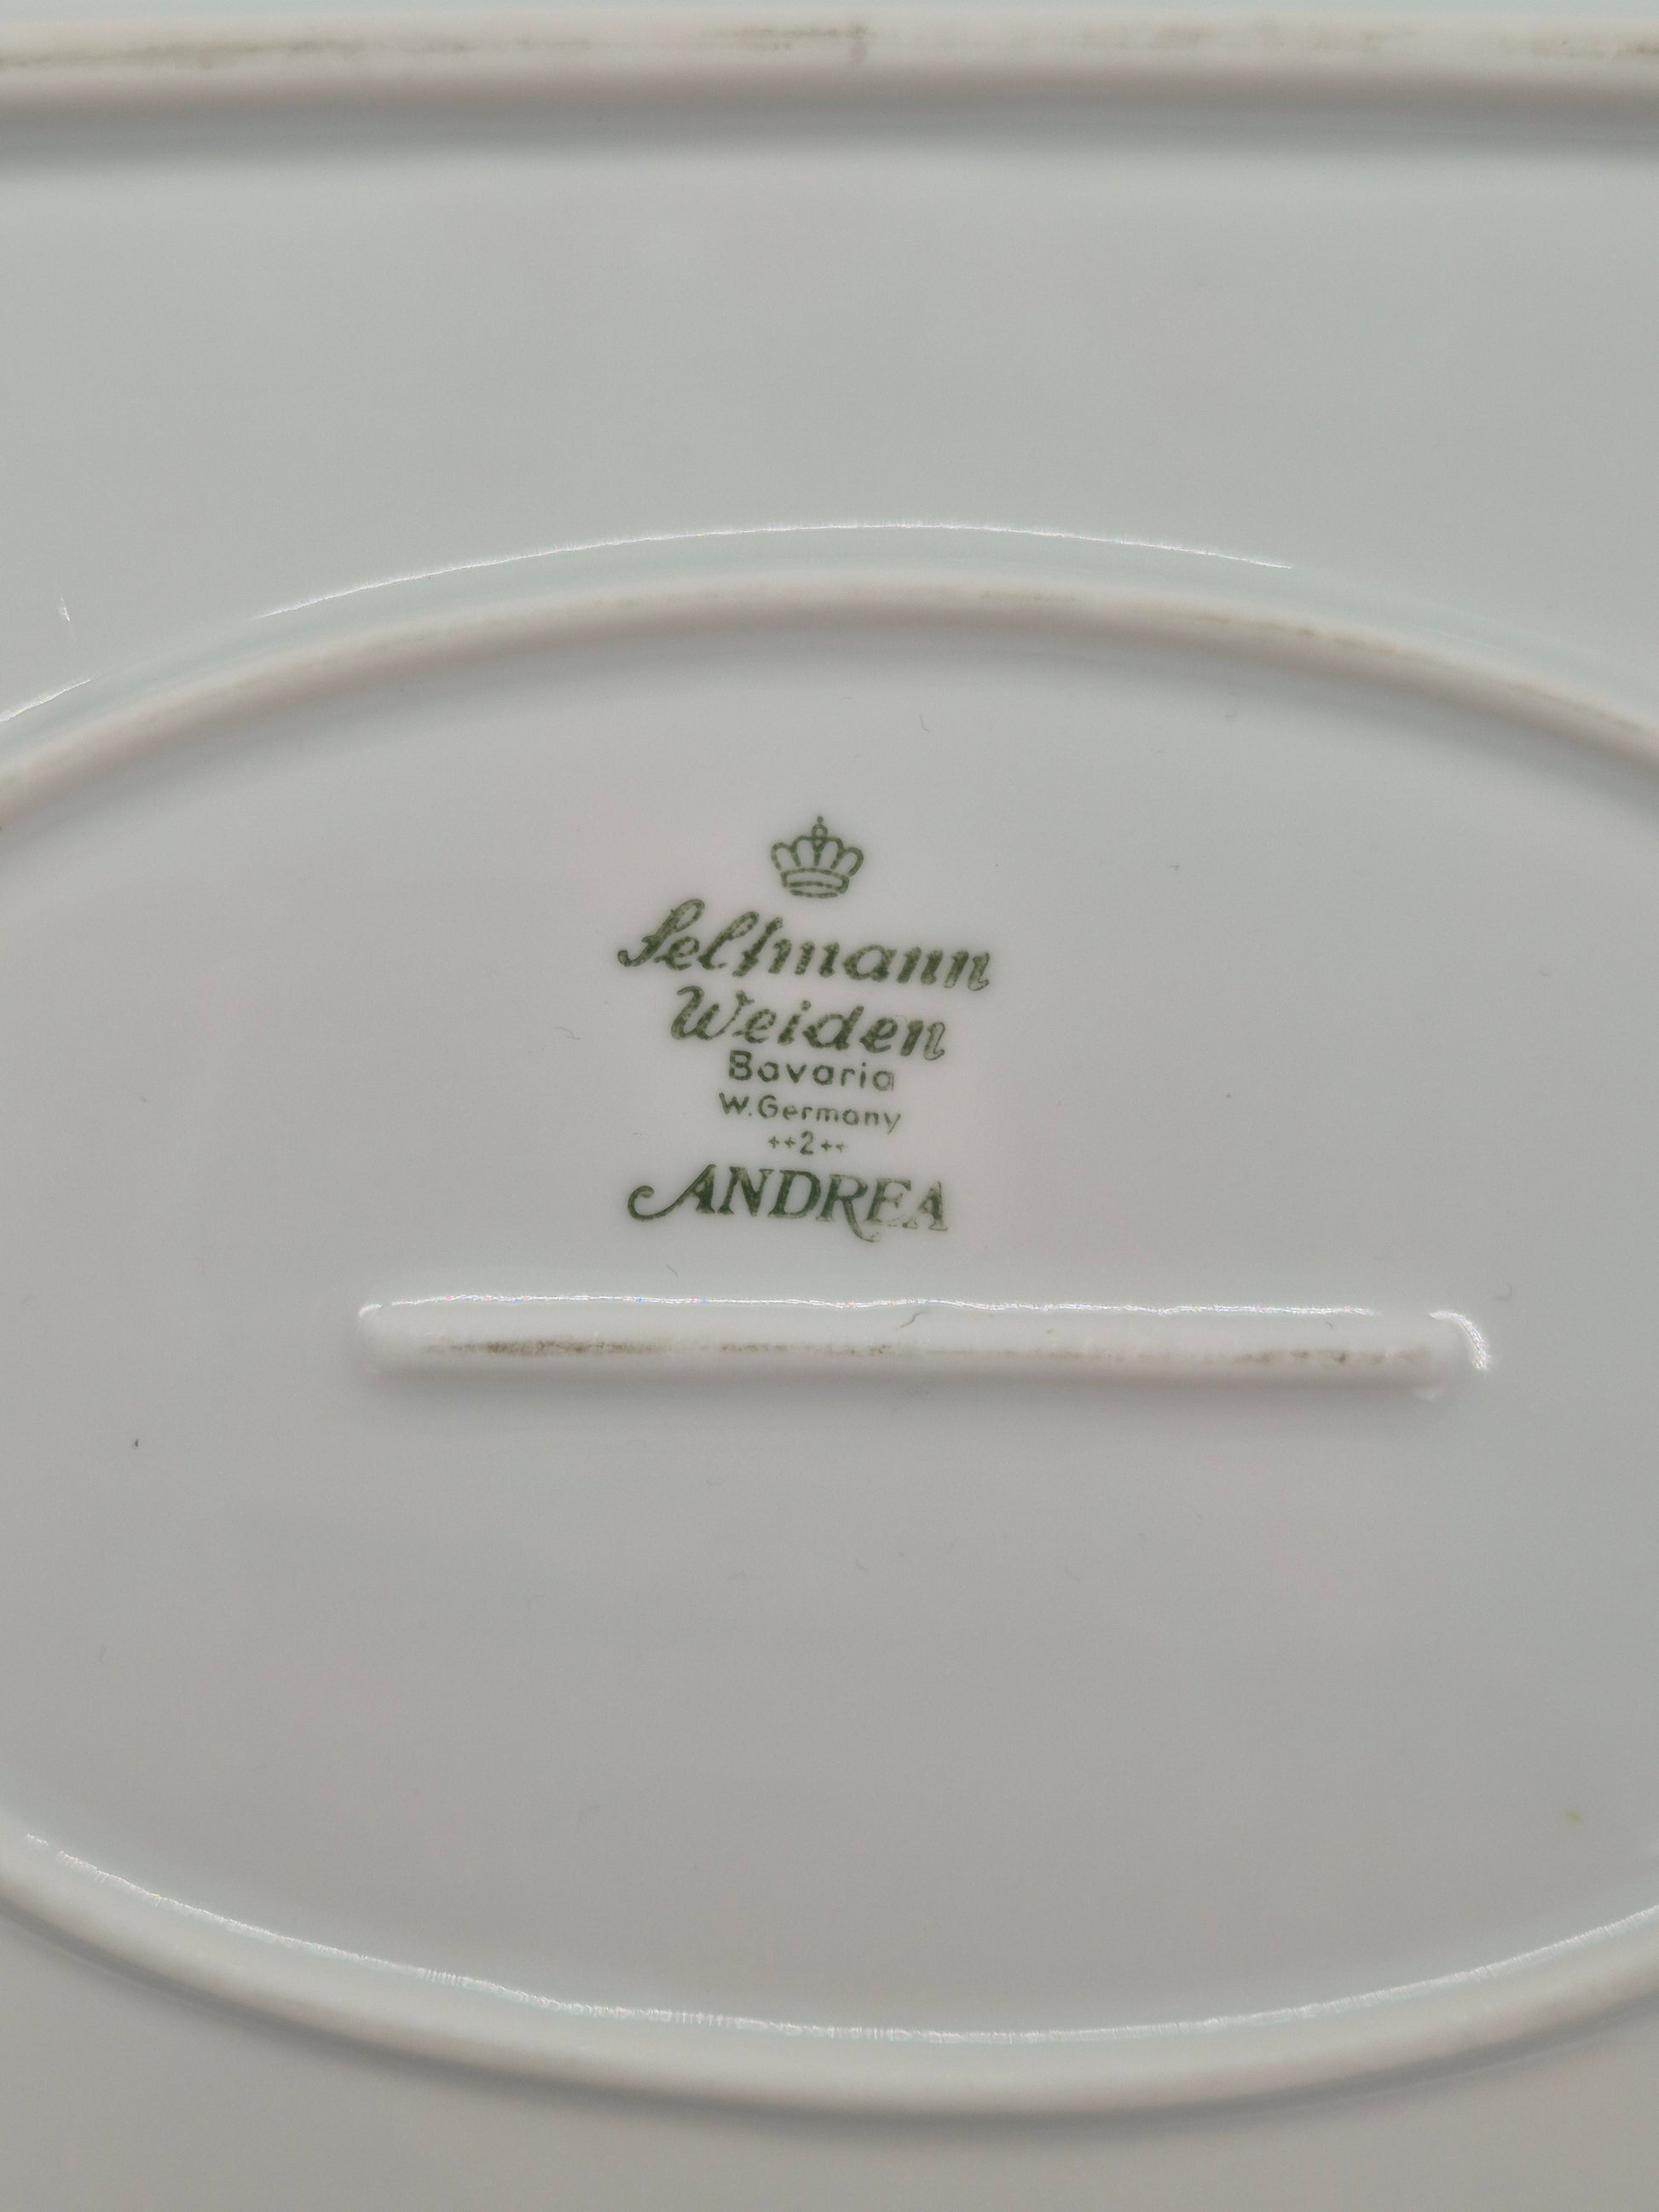 Seltmann
Weiden
Bavaria
W.Germany
++2++
ANDREA